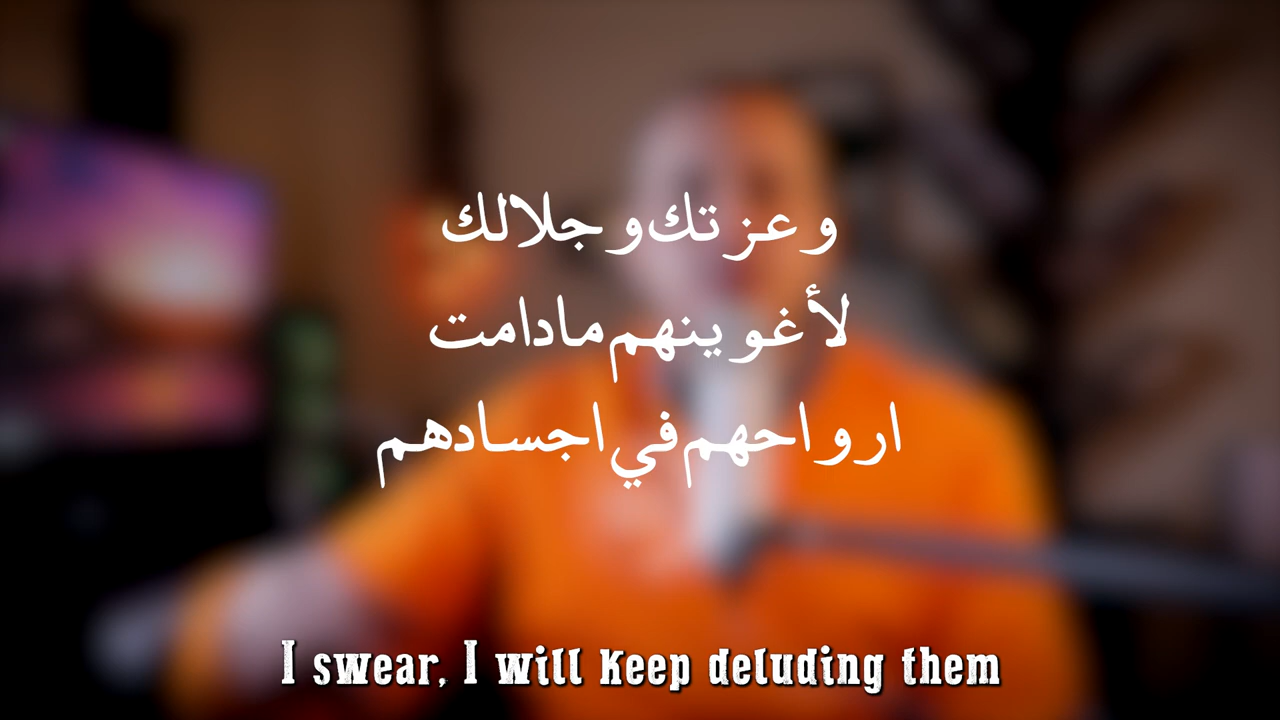 وعزتك وجلالك
لأغوينهم مادامت
ارواحهم في اجسادهم
I swear, I will Keep deluding them